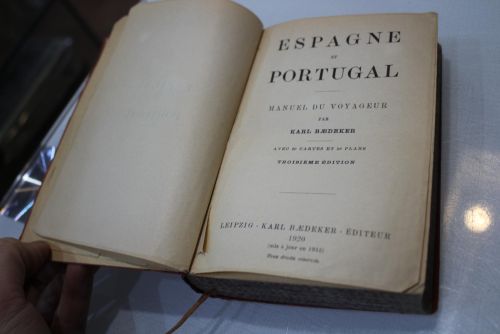 ESPAGNE
ET
PORTUGAL
MANUEL DU VOYAGEUR
PAR
KARL BÆDEKER
AVEC CARTES ET PLANS
TROISIÈME ÉDITION
LEIPZIG - KARL BÆDEKER - ÉDITEUR
1920
(mis à jour en
Tous droits réservés.